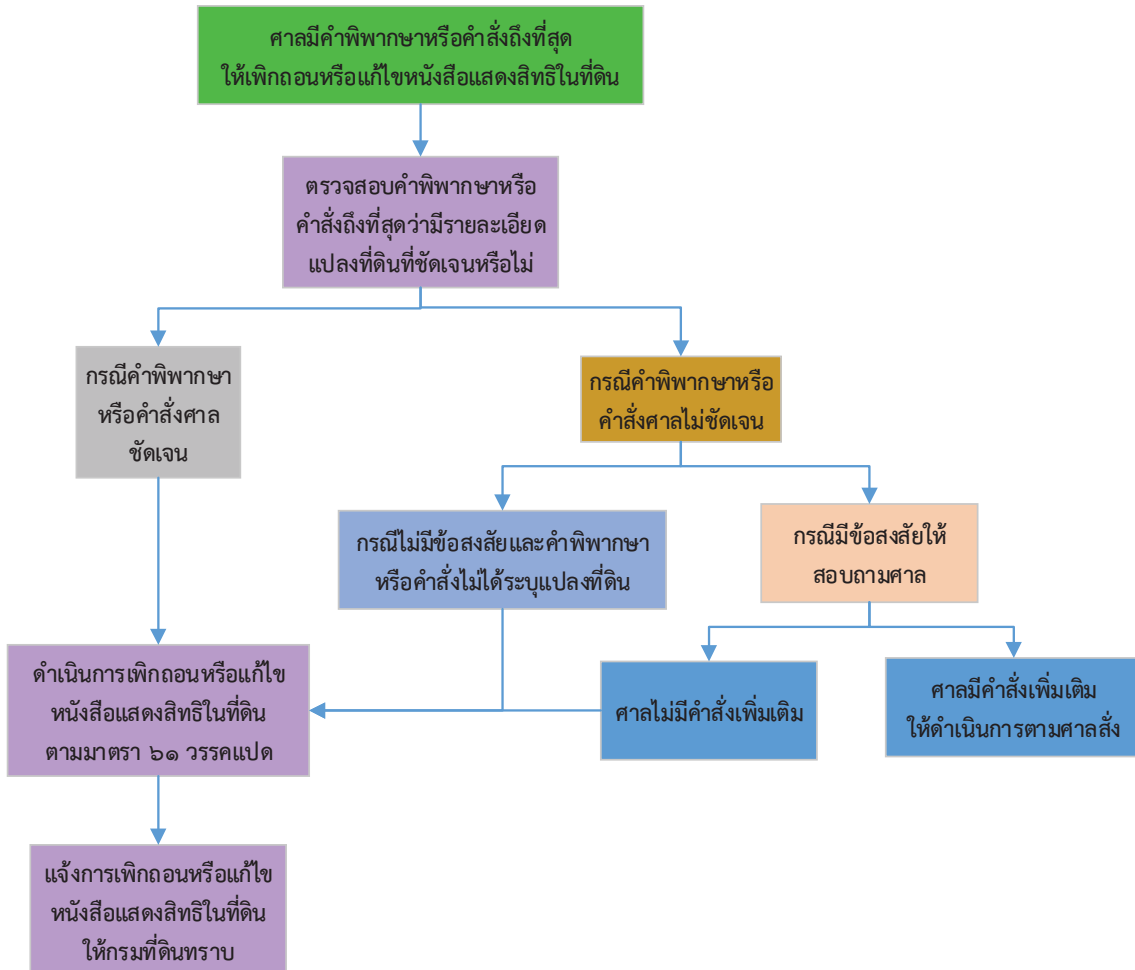 ศาลมีคำพิพากษาหรือคำสั่งถึงที่สุด
ให้เพิกถอนหรือแก้ไขหนังสือแสดงสิทธิในที่ดิน
ตรวจสอบคำพิพากษาหรือ
คำสั่งถึงที่สุดว่ามีรายละเอียด
แปลงที่ดินที่ชัดเจนหรือไม่
กรณีคำพิพากษา
หรือคำสั่งศาล
ชัดเจน
กรณีคำพิพากษาหรือ
คำสั่งศาลไม่ชัดเจน
กรณีไม่มีข้อสงสัยและคำพิพากษา
หรือคำสั่งไม่ได้ระบุแปลงที่ดิน
กรณีมีข้อสงสัยให้
สอบถามศาล
ดำเนินการเพิกถอนหรือแก้ไข
หนังสือแสดงสิทธิในที่ดิน
ตามมาตรา ๖๑ วรรคแปด
ศาลไม่มีคำสั่งเพิ่มเติม
ศาลมีคำสั่งเพิ่มเติม
ให้ดำเนินการตามศาลสั่ง
แจ้งการเพิกถอนหรือแก้ไข
หนังสือแสดงสิทธิในที่ดิน
ให้กรมที่ดินทราบ